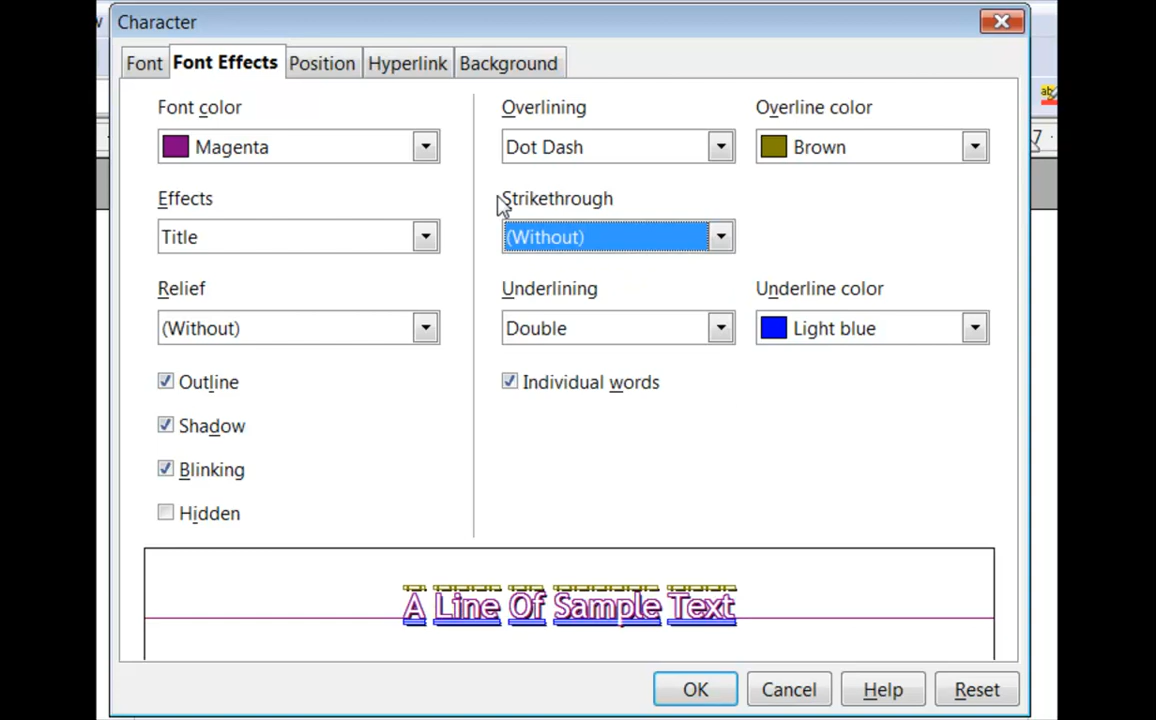 Character
Font Font Effects Position Hyperlink Background
Font color
Overlining
Overline color
Magenta
Dot Dash
Brown
Effects
Strikethrough
Title
(Without)
Relief
Underlining
Underline color
(Without)
Double
Light blue
Outline
Individual words
Shadow
Blinking
Hidden
A Line Of Sample Text
OK Cancel Help Reset